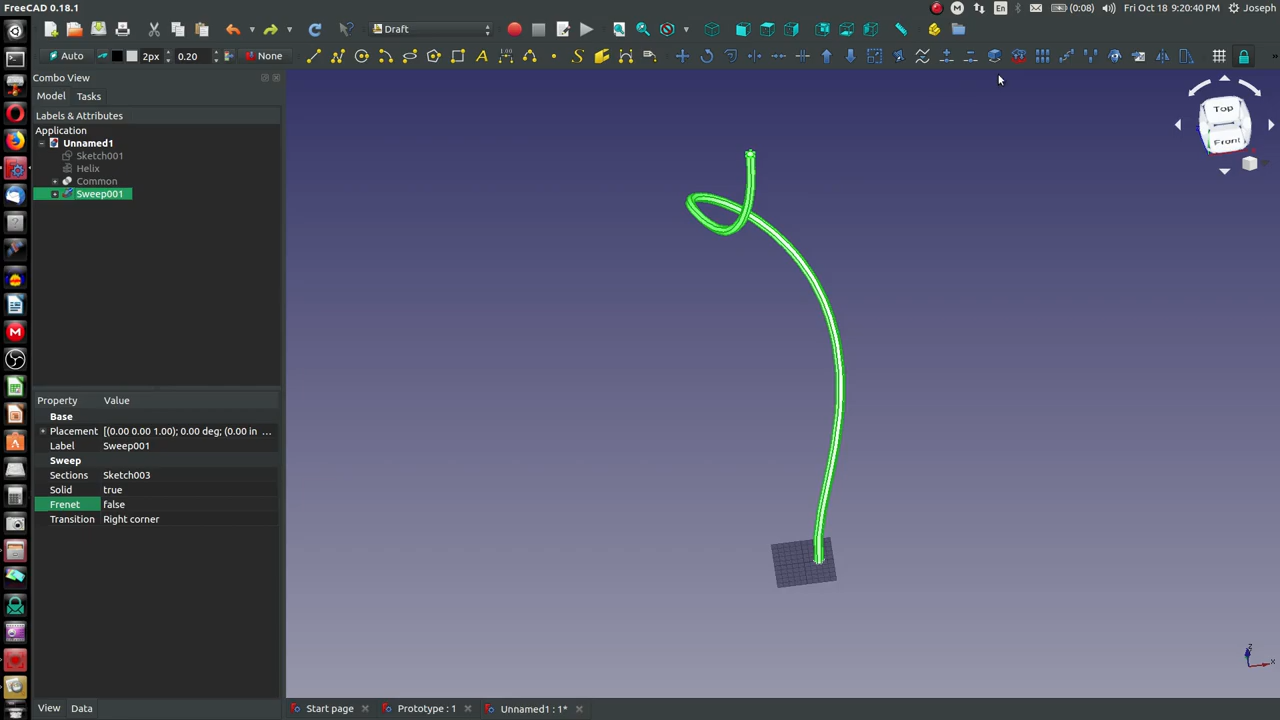 FreeCAD 0.18.1
En
(0:08)
Fri Oct 18 9:20:40 PM
Joseph
Draft
Auto
2px
0.20
None
Combo View
Model
Tasks
Labels & Attributes
Application
Unnamed1
Sketch001
Helix
Common
Sweep001
Top
Front
Property
Value
Base
Placement
[(0.00 0.00 1.00); 0.00 deg; (0.00 in ...
Label
Sweep001
Sweep
Sections
Sketch003
Solid
true
Frenet
false
Transition
Right corner
View
Data
Start page
Prototype : 1
Unnamed1 : 1*